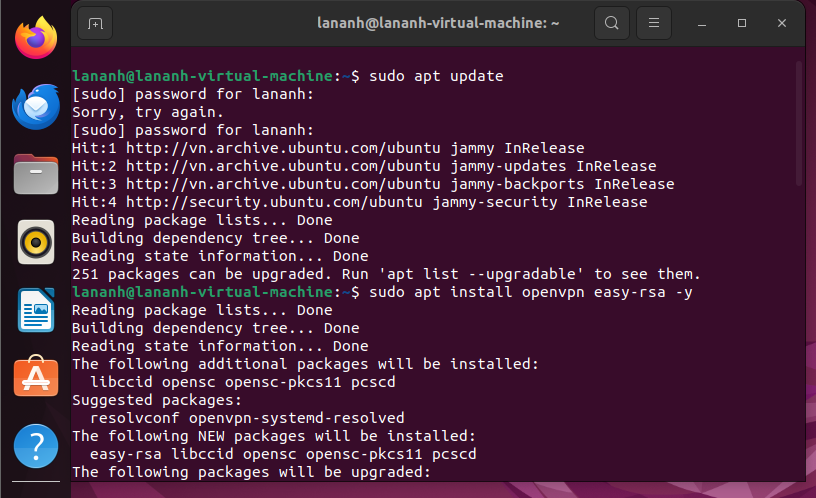 lananh@lananh-virtual-machine: ~
lananh@lananh-virtual-machine:~$ sudo apt update
[sudo] password for lananh:
Sorry, try again.
[sudo] password for lananh:
Hit:1 http://vn.archive.ubuntu.com/ubuntu jammy InRelease
Hit:2 http://vn.archive.ubuntu.com/ubuntu jammy-updates InRelease
Hit:3 http://vn.archive.ubuntu.com/ubuntu jammy-backports InRelease
Hit:4 http://security.ubuntu.com/ubuntu jammy-security InRelease
Reading package lists... Done
Building dependency tree... Done
Reading state information... Done
251 packages can be upgraded. Run 'apt list --upgradable' to see them.
lananh@lananh-virtual-machine:~$ sudo apt install openvpn easy-rsa -y
Reading package lists... Done
Building dependency tree... Done
Reading state information... Done
The following additional packages will be installed:
  libccid opensc opensc-pkcs11 pcscd
Suggested packages:
  resolvconf openvpn-systemd-resolved
The following NEW packages will be installed:
  easy-rsa libccid opensc opensc-pkcs11 pcscd
The following packages will be upgraded: